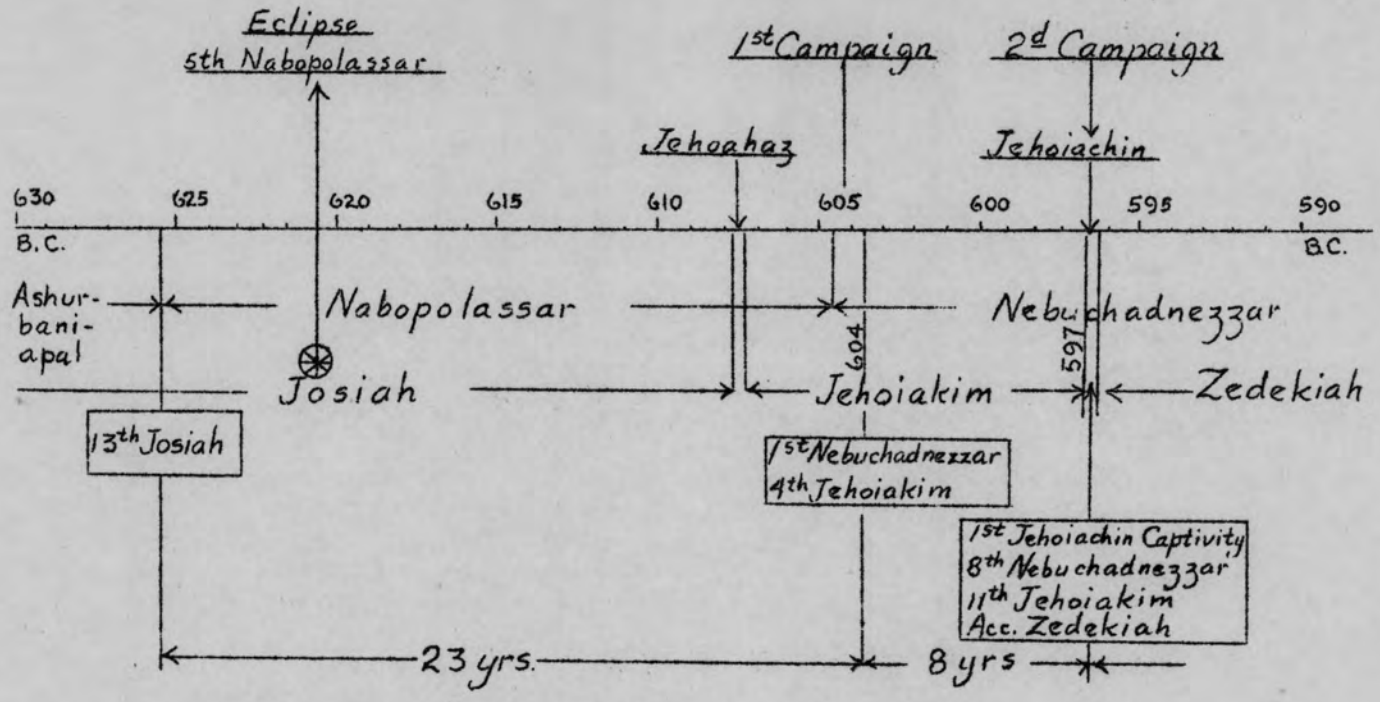 Eclipse
5th Nabopolassar
1st Campaign
2d Campaign
Jehoahaz
Jehoiachin
630 625 620 615 610 605 600 595 590
B.C. B.C.
Ashur-
bani-
apal
Nabopolassar
Nebuchadnezzar
604
597
Josiah
Jehoiakim
Zedekiah
13th Josiah
1st Nebuchadnezzar
4th Jehoiakim
1st Jehoiachin Captivity
8th Nebuchadnezzar
11th Jehoiakim
Acc. Zedekiah
23 yrs.
8 yrs